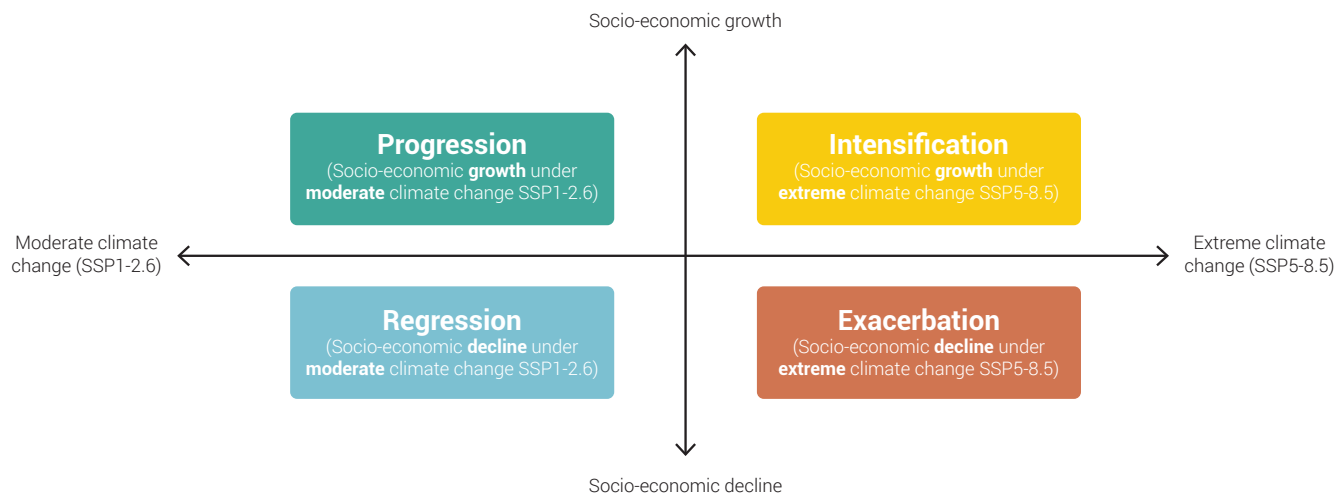 Socio-economic growth
Progression
(Socio-economic growth under
moderate climate change SSP1-2.6)
Intensification
(Socio-economic growth under
extreme climate change SSP5-8.5)
Moderate climate
change (SSP1-2.6)
Extreme climate
change (SSP5-8.5)
Regression
(Socio-economic decline under
moderate climate change SSP1-2.6)
Exacerbation
(Socio-economic decline under
extreme climate change SSP5-8.5)
Socio-economic decline